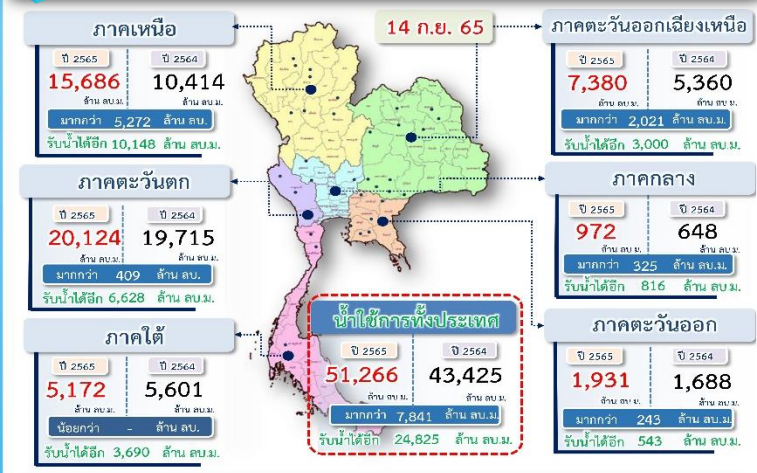 ภาคเหนือ
ปี 2565 ปี 2564
15,686 10,414
ล้าน ลบ.ม. ล้าน ลบ.ม.
มากกว่า 5,272 ล้าน ลบ.
รับน้ำได้อีก 10,148 ล้าน ลบ.ม.
14 ก.ย. 65
ภาคตะวันออกเฉียงเหนือ
ปี 2565 ปี 2564
7,380 5,360
ล้าน ลบ.ม. ล้าน ลบ.ม.
มากกว่า 2,021 ล้าน ลบ.ม.
รับน้ำได้อีก 3,000 ล้าน ลบ.ม.
ภาคตะวันตก
ปี 2565 ปี 2564
20,124 19,715
ล้าน ลบ.ม. ล้าน ลบ.ม.
มากกว่า 409 ล้าน ลบ.
รับน้ำได้อีก 6,628 ล้าน ลบ.ม.
ภาคกลาง
ปี 2565 ปี 2564
972 648
ล้าน ลบ.ม. ล้าน ลบ.ม.
มากกว่า 325 ล้าน ลบ.ม.
รับน้ำได้อีก 816 ล้าน ลบ.ม.
ภาคใต้
ปี 2565 ปี 2564
5,172 5,601
ล้าน ลบ.ม. ล้าน ลบ.ม.
น้อยกว่า - ล้าน ลบ.
รับน้ำได้อีก 3,690 ล้าน ลบ.ม.
น้ำใช้การทั้งประเทศ
ปี 2565 ปี 2564
51,266 43,425
ล้าน ลบ.ม. ล้าน ลบ.ม.
มากกว่า 7,841 ล้าน ลบ.ม.
รับน้ำได้อีก 24,825 ล้าน ลบ.ม.
ภาคตะวันออก
ปี 2565 ปี 2564
1,931 1,688
ล้าน ลบ.ม. ล้าน ลบ.ม.
มากกว่า 243 ล้าน ลบ.ม.
รับน้ำได้อีก 543 ล้าน ลบ.ม.